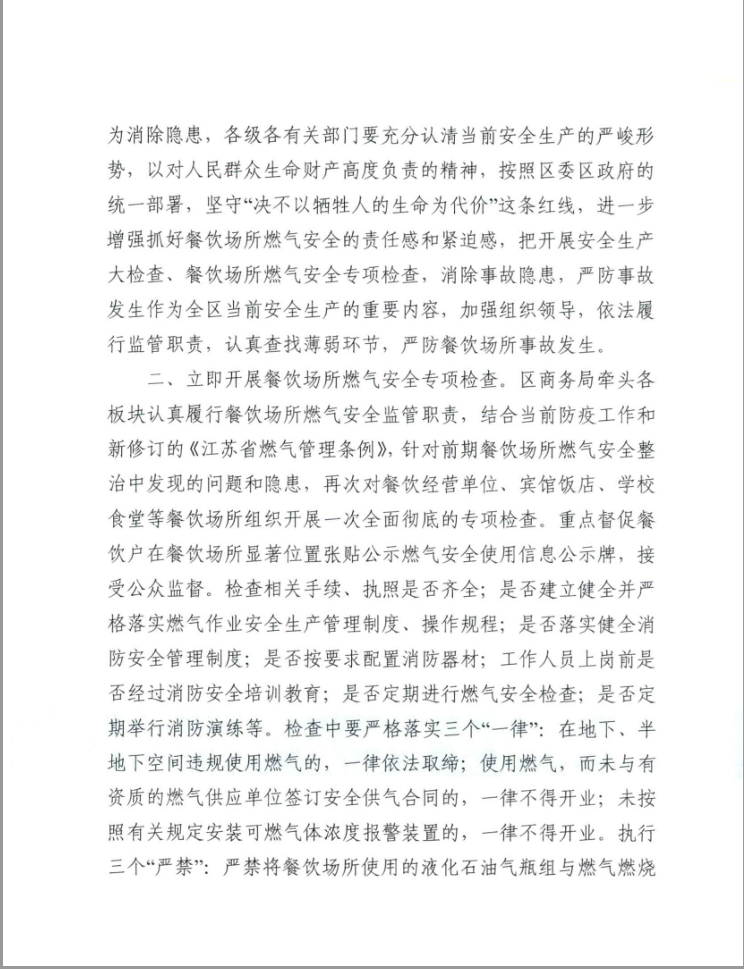 为消除隐患，各级各有关部门要充分认清当前安全生产的严峻形
势，以对人民群众生命财产高度负责的精神，按照区委区政府的
统一部署，坚守“决不以牺牲人的生命为代价”这条红线，进一步
增强抓好餐饮场所燃气安全的责任感和紧迫感，把开展安全生产
大检查、餐饮场所燃气安全专项检查，消除事故隐患，严防事故
发生作为全区当前安全生产的重要内容，加强组织领导，依法履
行监管职责，认真查找薄弱环节，严防餐饮场所事故发生。
二、立即开展餐饮场所燃气安全专项检查。区商务局牵头各
板块认真履行餐饮场所燃气安全监管职责，结合当前防疫工作和
新修订的《江苏省燃气管理条例》，针对前期餐饮场所燃气安全整
治中发现的问题和隐患，再次对餐饮经营单位、宾馆饭店、学校
食堂等餐饮场所组织开展一次全面彻底的专项检查。重点督促餐
饮户在餐饮场所显著位置张贴公示燃气安全使用信息公示牌，接
受公众监督。检查相关手续、执照是否齐全；是否建立健全并严
格落实燃气作业安全生产管理制度、操作规程；是否落实健全消
防安全管理制度；是否按要求配置消防器材；工作人员上岗前是
否经过消防安全培训教育；是否定期进行燃气安全检查；是否定
期举行消防演练等。检查中要严格落实三个“一律”：在地下、半
地下空间违规使用燃气的，一律依法取缔；使用燃气，而未与有
资质的燃气供应单位签订安全供气合同的，一律不得开业；未按
照有关规定安装可燃气体浓度报警装置的，一律不得开业。执行
三个“严禁”：严禁将餐饮场所使用的液化石油气瓶组与燃气燃烧